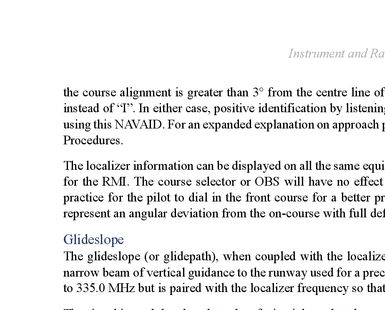 Instrument and Ra
the course alignment is greater than 3° from the centre line of
instead of “I”. In either case, positive identification by listening
using this NAVAID. For an expanded explanation on approach p
Procedures.
The localizer information can be displayed on all the same equi
for the RMI. The course selector or OBS will have no effect
practice for the pilot to dial in the front course for a better pr
represent an angular deviation from the on-course with full def
Glideslope
The glideslope (or glidepath), when coupled with the localize
narrow beam of vertical guidance to the runway used for a prec
to 335.0 MHz but is paired with the localizer frequency so that